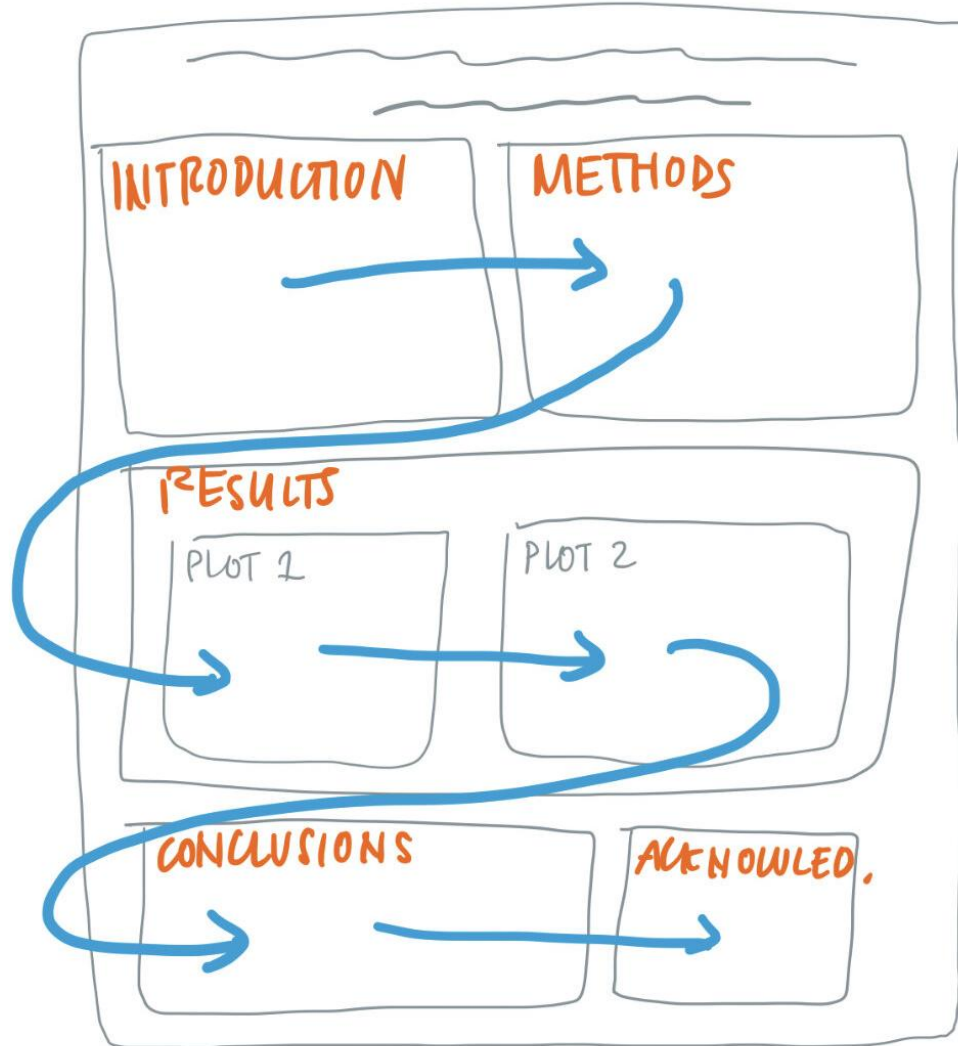 INTRODUCTION
METHODS
RESULTS
PLOT 1
PLOT 2
CONCLUSIONS
ACKNOWLED.